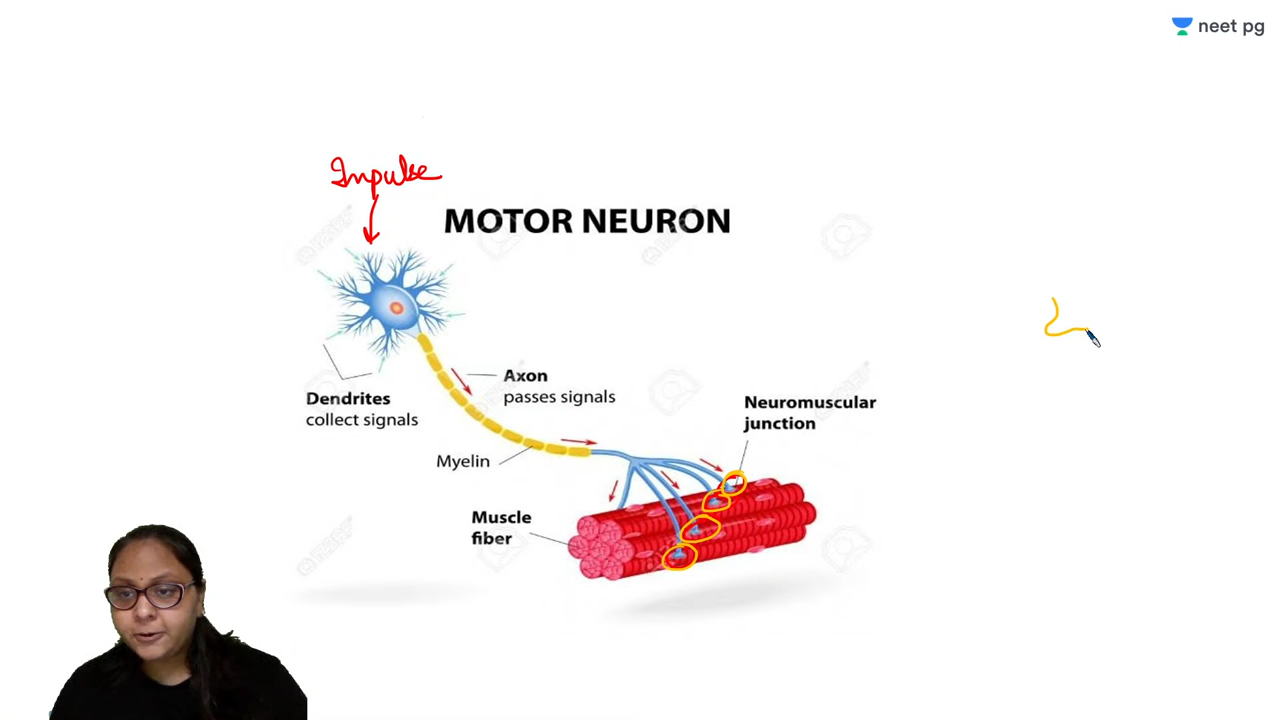 neet pg
Impulse
MOTOR NEURON
Dendrites
collect signals
Axon
passes signals
Myelin
Neuromuscular
junction
Muscle
fiber